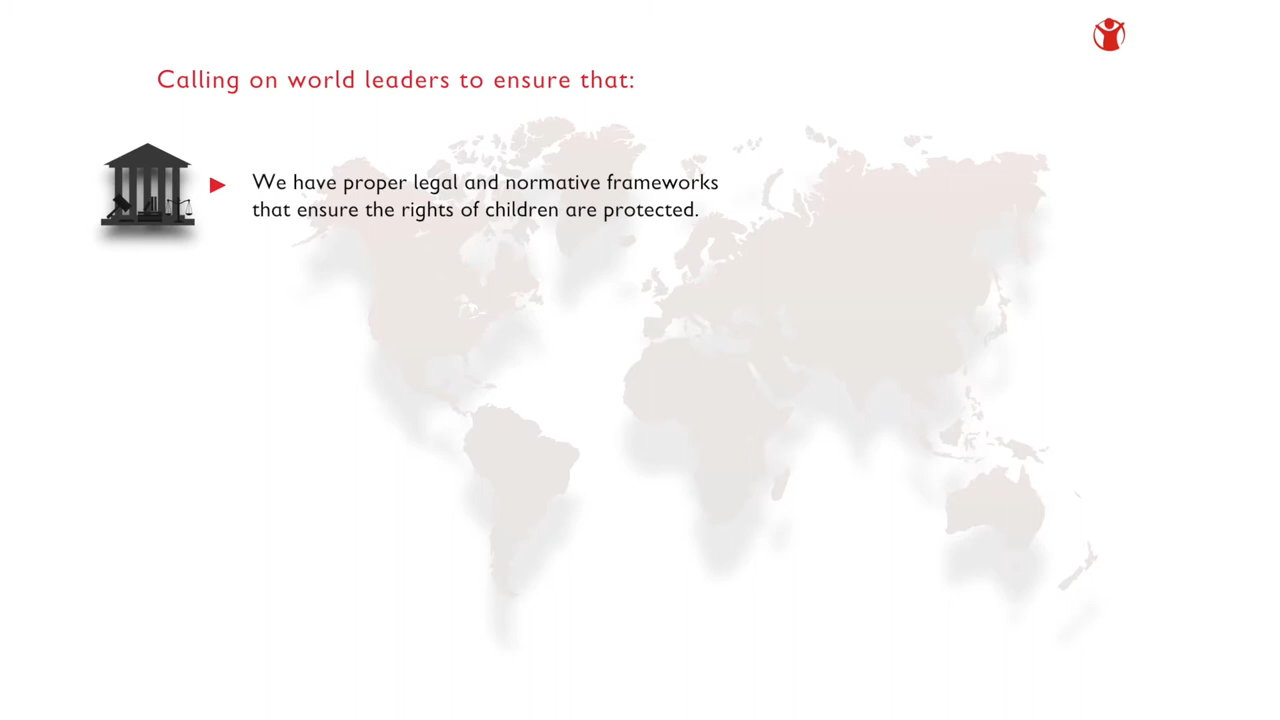 Calling on world leaders to ensure that:
We have proper legal and normative frameworks
that ensure the rights of children are protected.